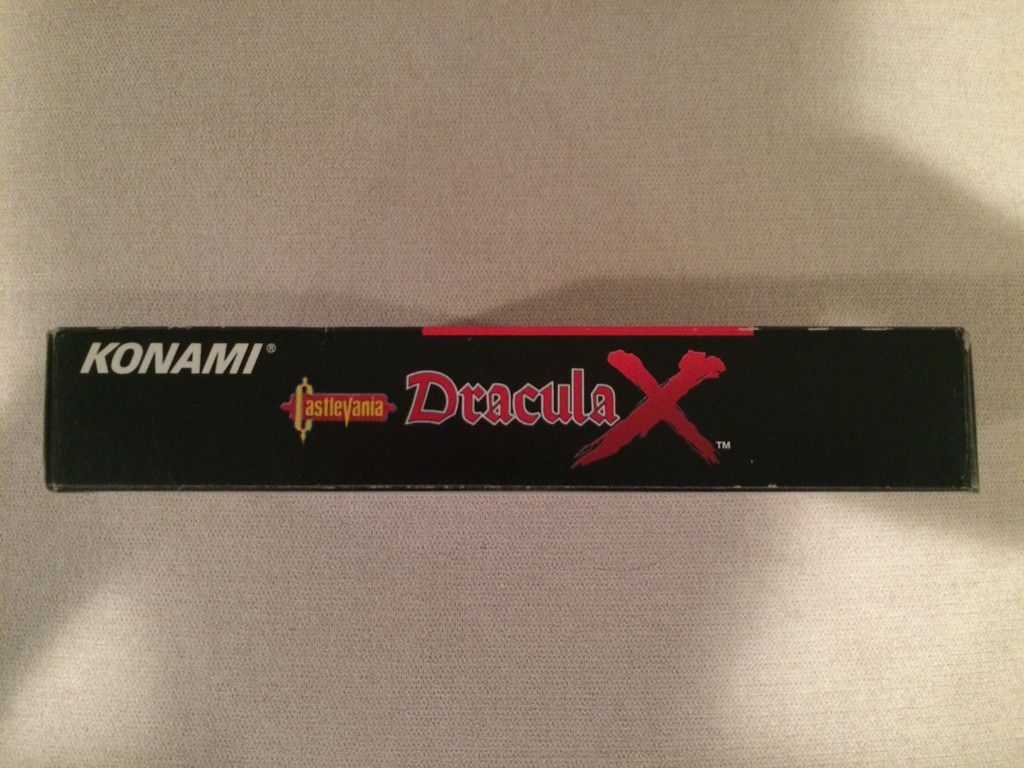 KONAMI®
Castlevania Dracula X™